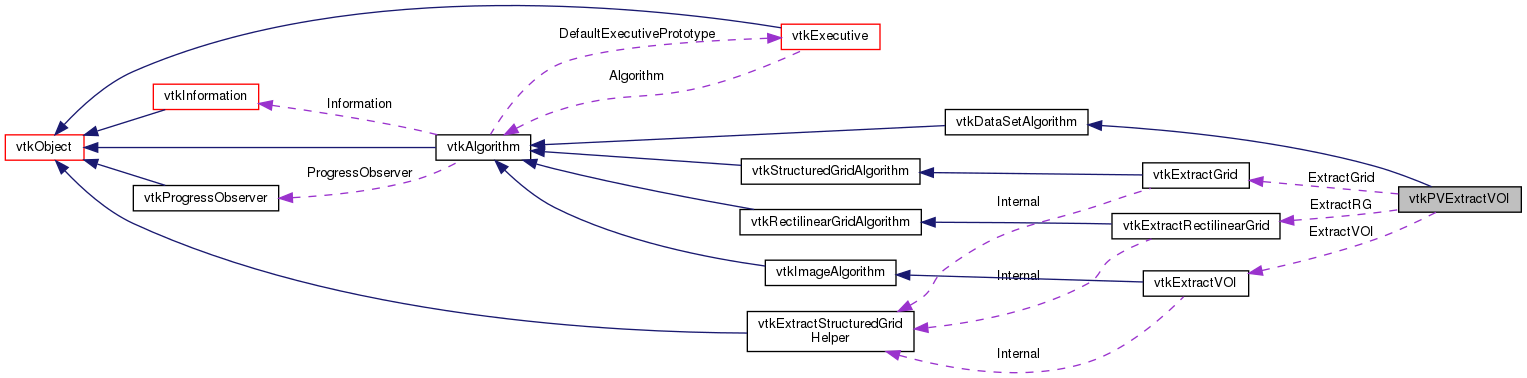 DefaultExecutivePrototype
vtkExecutive
Algorithm
vtkInformation
Information
vtkDataSetAlgorithm
vtkObject
vtkAlgorithm
vtkStructuredGridAlgorithm
vtkExtractGrid
ExtractGrid
ProgressObserver
vtkProgressObserver
vtkPVExtractVOI
Internal
ExtractRG
vtkRectilinearGridAlgorithm
vtkExtractRectilinearGrid
ExtractVOI
vtkImageAlgorithm
Internal
vtkExtractVOI
vtkExtractStructuredGrid
Helper
Internal